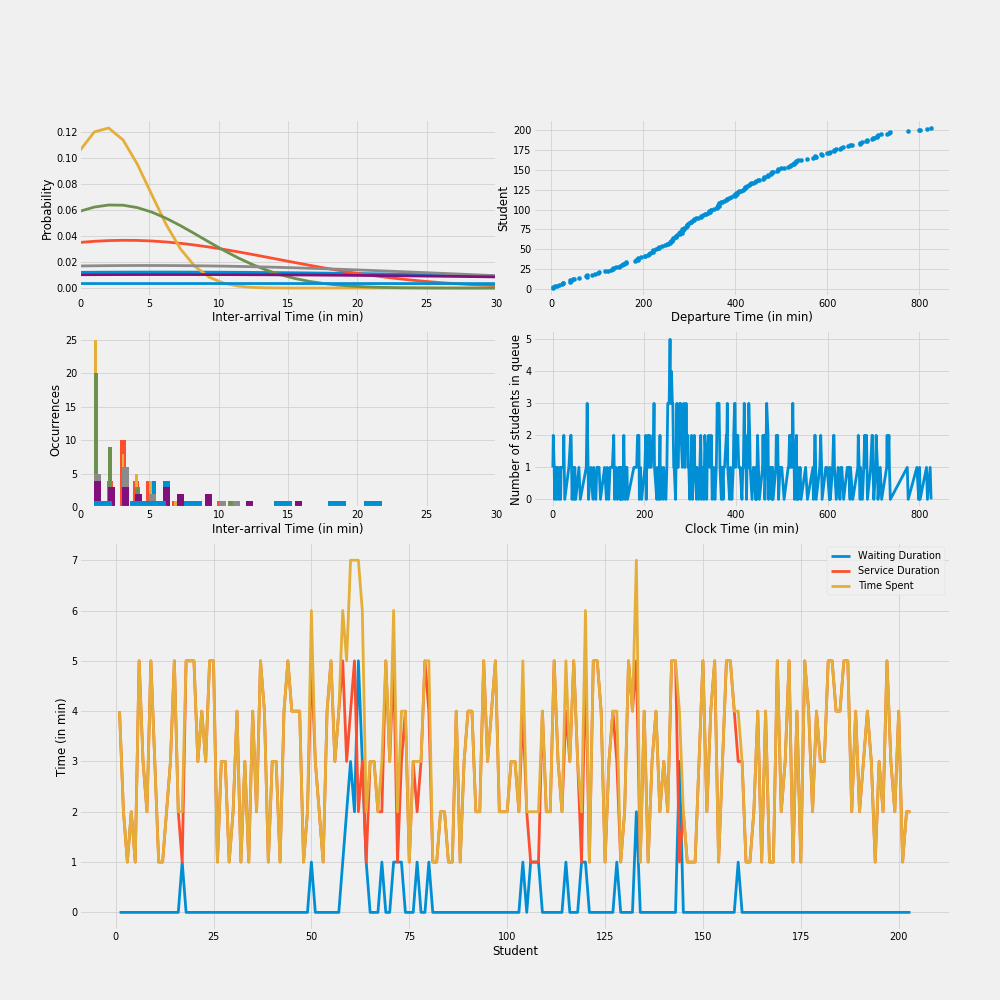 0.12
0.10
0.08
0.06
0.04
0.02
0.00
Probability
0 5 10 15 20 25 30
Inter-arrival Time (in min)
200
175
150
125
100
75
50
25
0
Student
0 200 400 600 800
Departure Time (in min)
25
20
15
10
5
0
Occurrences
0 5 10 15 20 25 30
Inter-arrival Time (in min)
5
4
3
2
1
0
Number of students in queue
0 200 400 600 800
Clock Time (in min)
7
6
5
4
3
2
1
0
Time (in min)
Waiting Duration
Service Duration
Time Spent
0 25 50 75 100 125 150 175 200
Student